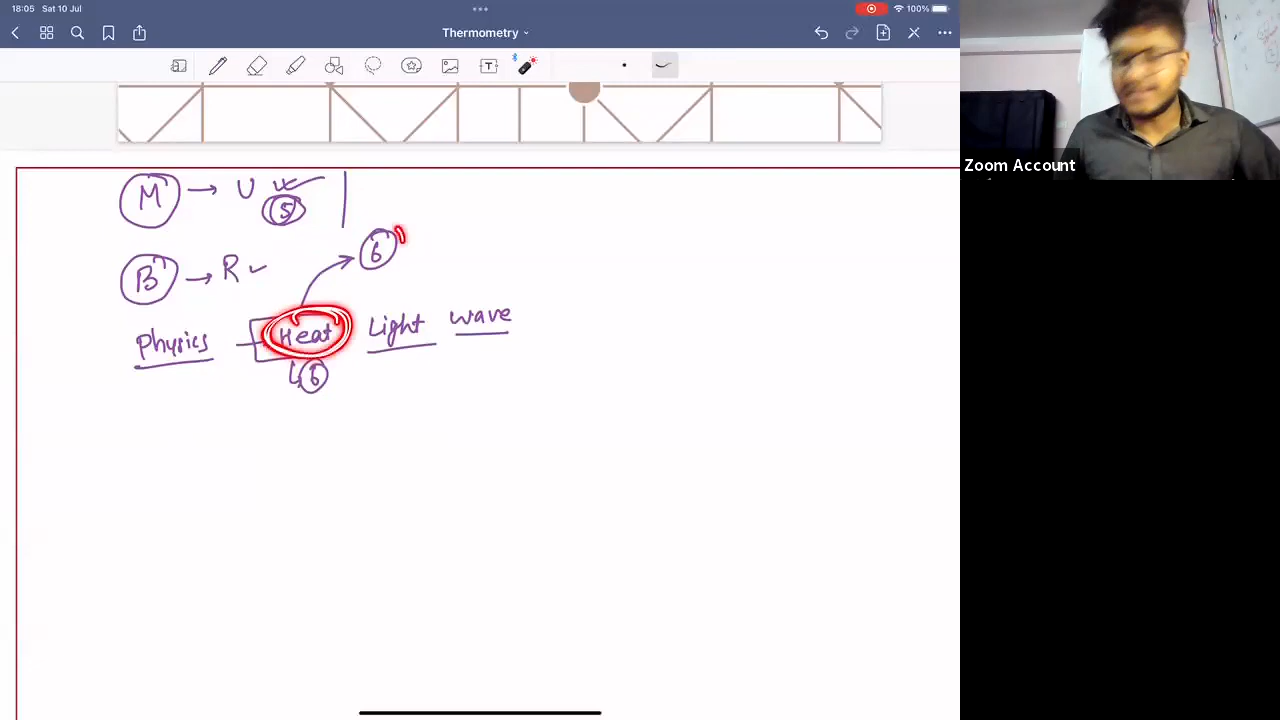 18:05 Sat 10 Jul
100%
Thermometry
T
M → U
5
6
B → R
Physics Heat Light wave
6
Zoom Account